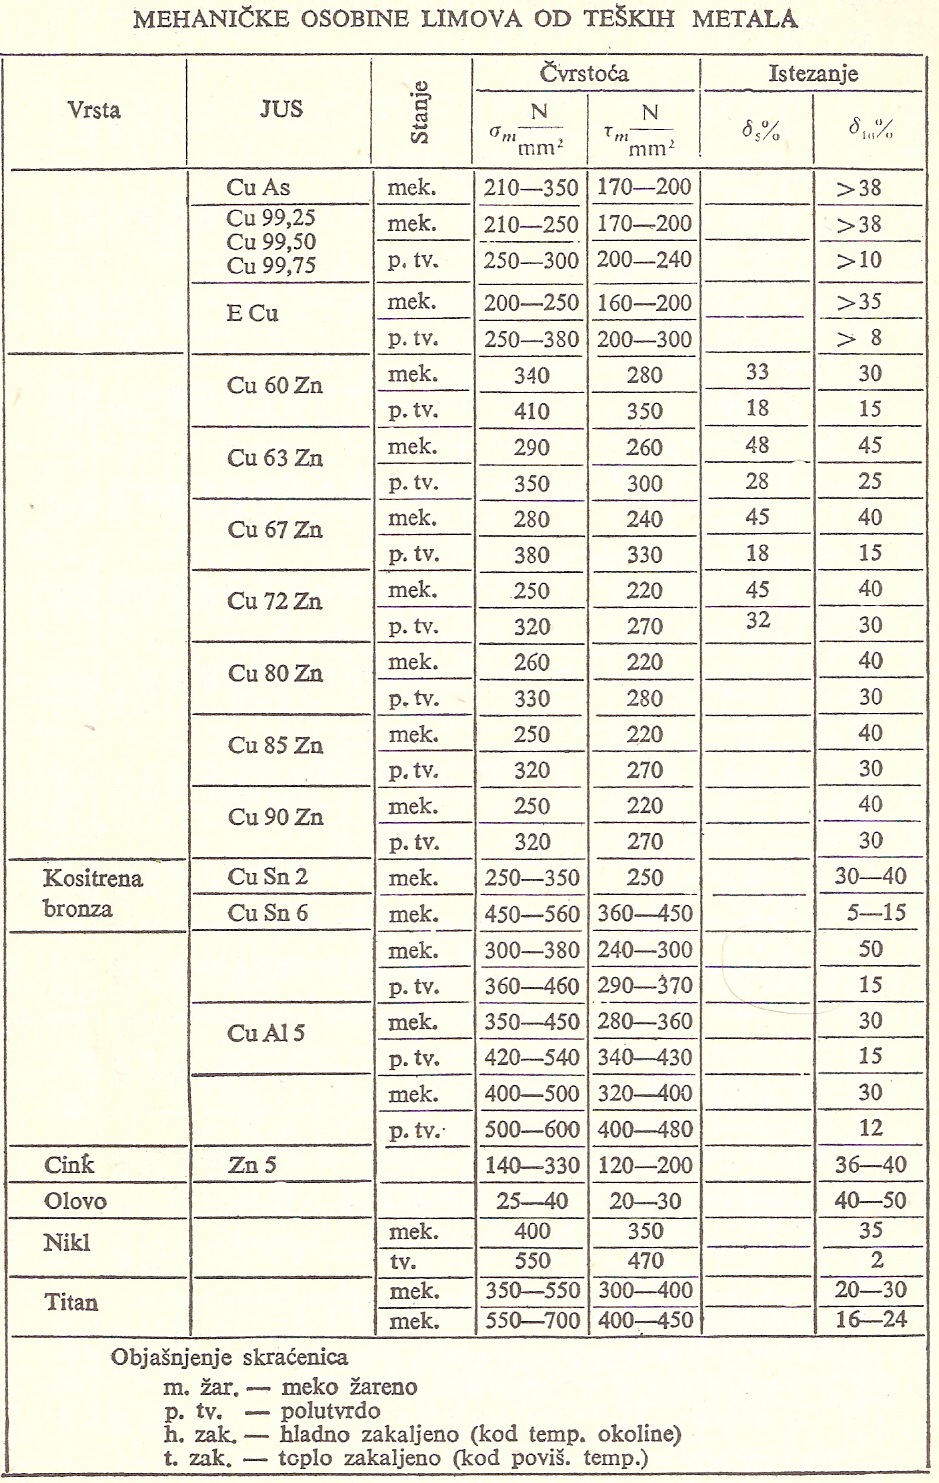 MEHANIČKE OSOBINE LIMOVA OD TEŠKIH METALA
Vrsta JUS Stanje Čvrstoća Istezanje
σm N/mm² τm N/mm² δ5% δ10%
Cu As mek. 210—350 170—200 >38
Cu 99,25
Cu 99,50
Cu 99,75
mek. 210—250 170—200 >38
p. tv. 250—300 200—240 >10
E Cu mek. 200—250 160—200 >35
p. tv. 250—380 200—300 > 8
Cu 60 Zn mek. 340 280 33 30
p. tv. 410 350 18 15
Cu 63 Zn mek. 290 260 48 45
p. tv. 350 300 28 25
Cu 67 Zn mek. 280 240 45 40
p. tv. 380 330 18 15
Cu 72 Zn mek. 250 220 45 40
p. tv. 320 270 32 30
Cu 80 Zn mek. 260 220 40
p. tv. 330 280 30
Cu 85 Zn mek. 250 220 40
p. tv. 320 270 30
Cu 90 Zn mek. 250 220 40
p. tv. 320 270 30
Kositrena
bronza
Cu Sn 2 mek. 250—350 250 30—40
Cu Sn 6 mek. 450—560 360—450 5—15
mek. 300—380 240—300 50
p. tv. 360—460 290—370 15
Cu Al 5 mek. 350—450 280—360 30
p. tv. 420—540 340—430 15
mek. 400—500 320—400 30
p. tv. 500—600 400—480 12
Cink Zn 5 140—330 120—200 36—40
Olovo 25—40 20—30 40—50
Nikl mek. 400 350 35
tv. 550 470 2
Titan mek. 350—550 300—400 20—30
mek. 550—700 400—450 16—24
Objašnjenje skraćenica
m. žar. — meko žareno
p. tv. — polutvrdo
h. zak. — hladno zakaljeno (kod temp. okoline)
t. zak. — toplo zakaljeno (kod poviš. temp.)